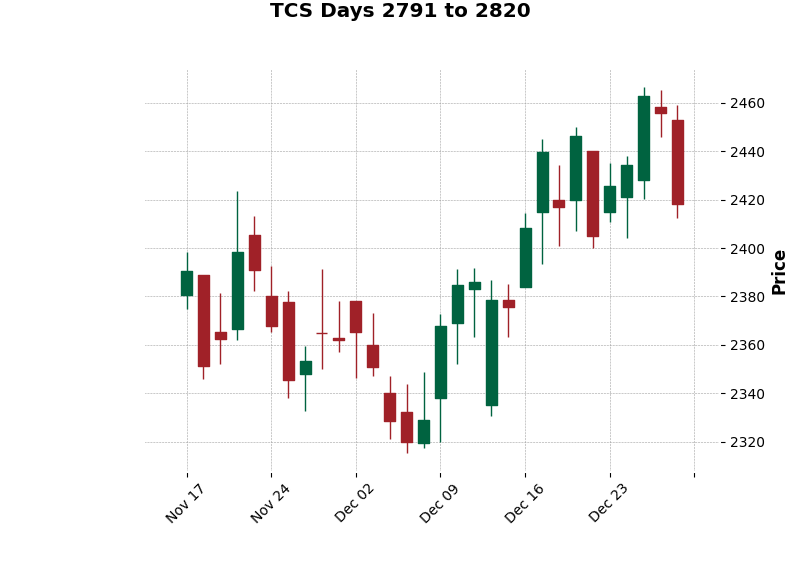 TCS Days 2791 to 2820
2460
2440
2420
2400
2380
2360
2340
2320
Price
Nov 17
Nov 24
Dec 02
Dec 09
Dec 16
Dec 23